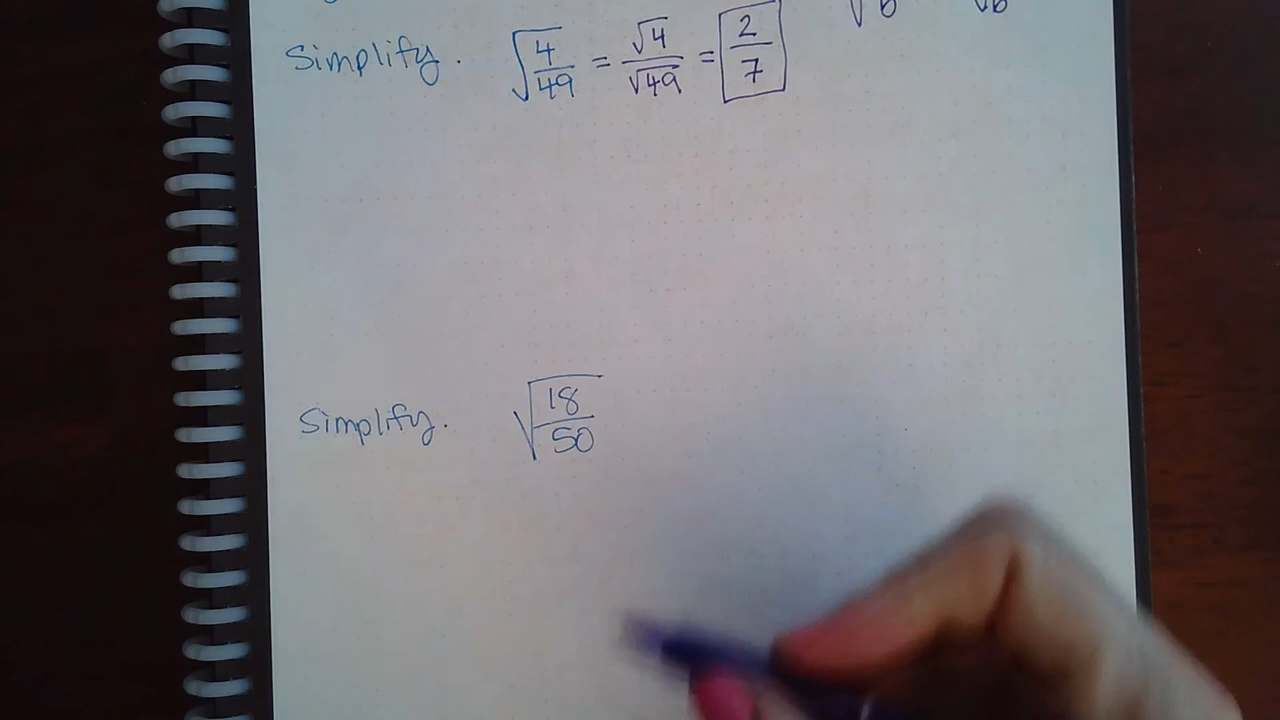 Simplify. √(4/49) = √4/√49 = 2/7
Simplify. √(18/50)